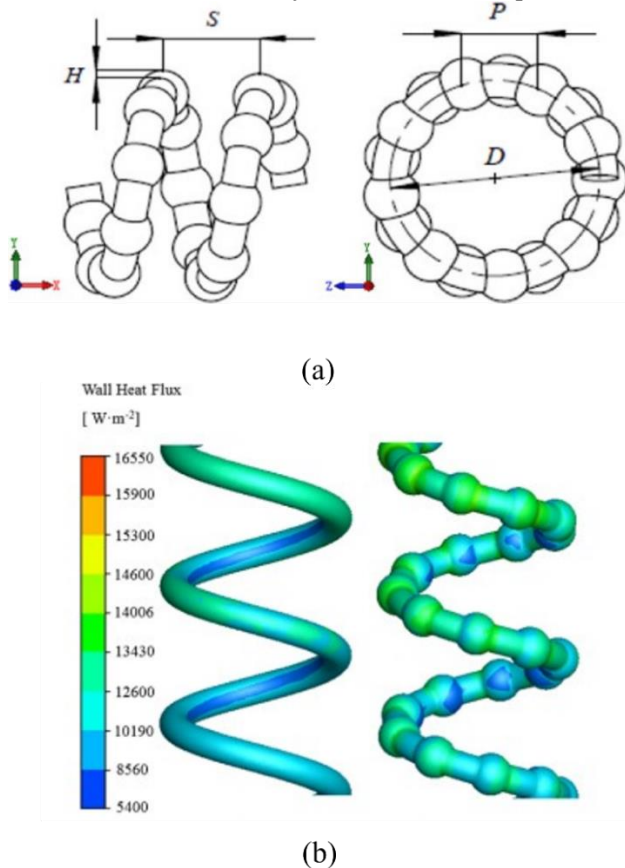 S
P
H
D
Y
X
Y
Z
(a)
Wall Heat Flux
[ W·m-2]
16550
15900
15300
14600
14006
13430
12600
10190
8560
5400
(b)